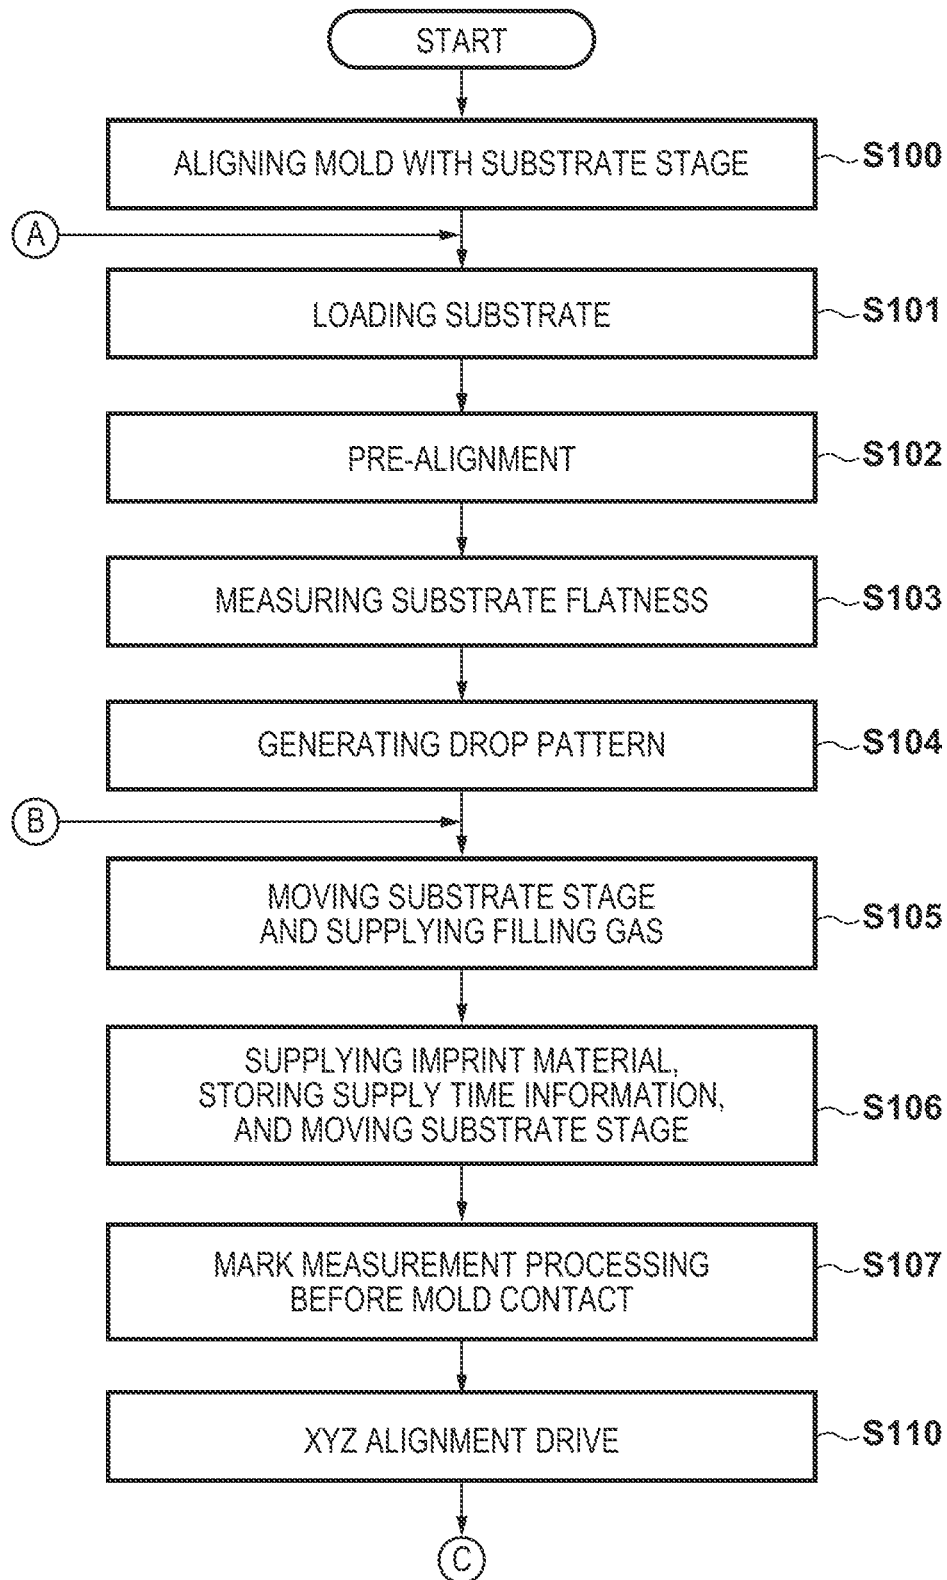 START
ALIGNING MOLD WITH SUBSTRATE STAGE
S100
A
LOADING SUBSTRATE
S101
PRE-ALIGNMENT
S102
MEASURING SUBSTRATE FLATNESS
S103
GENERATING DROP PATTERN
S104
B
MOVING SUBSTRATE STAGE
AND SUPPLYING FILLING GAS
S105
SUPPLYING IMPRINT MATERIAL,
STORING SUPPLY TIME INFORMATION,
AND MOVING SUBSTRATE STAGE
S106
MARK MEASUREMENT PROCESSING
BEFORE MOLD CONTACT
S107
XYZ ALIGNMENT DRIVE
S110
C